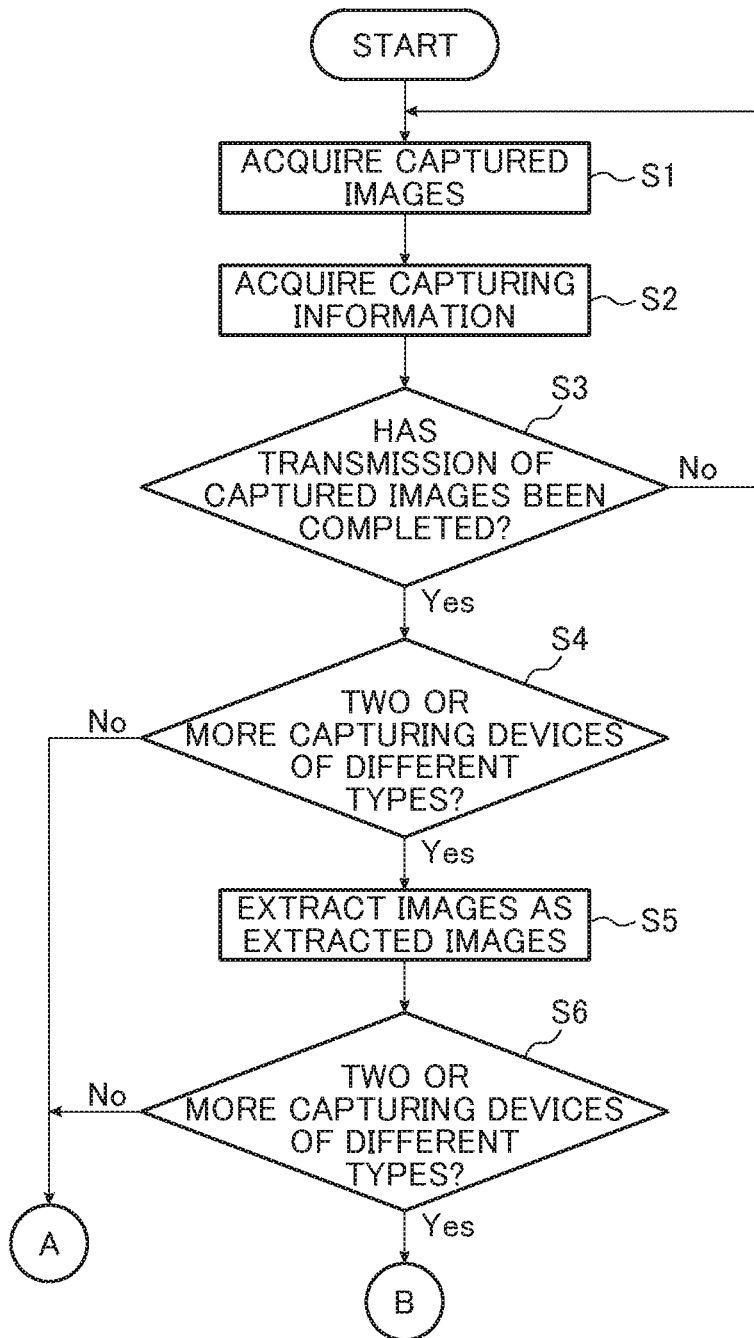 START
ACQUIRE CAPTURED
IMAGES
S1
ACQUIRE CAPTURING
INFORMATION
S2
S3
HAS
TRANSMISSION OF
CAPTURED IMAGES BEEN
COMPLETED?
No
Yes
S4
TWO OR
MORE CAPTURING DEVICES
OF DIFFERENT
TYPES?
No
Yes
EXTRACT IMAGES AS
EXTRACTED IMAGES
S5
S6
TWO OR
MORE CAPTURING DEVICES
OF DIFFERENT
TYPES?
No
Yes
A
B